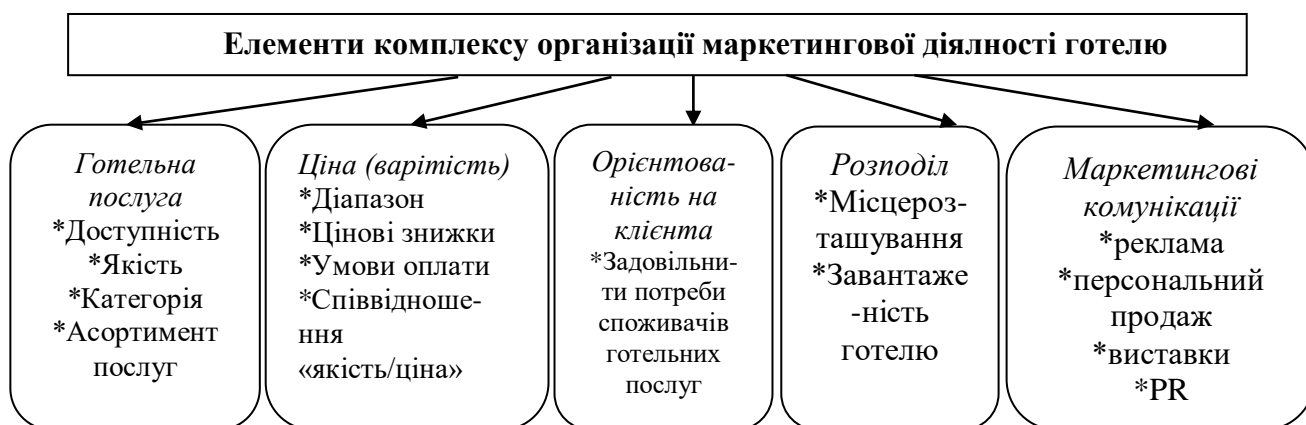 Елементи комплексу організації маркетингової діялності готелю
Готельна
послуга
*Доступність
*Якість
*Категорія
*Асортимент
послуг
Ціна (варітість)
*Діапазон
*Цінові знижки
*Умови оплати
*Співвідноше-
ння
«якість/ціна»
Орієнтова-
ність на
клієнта
*Задовільни-
ти потреби
споживачів
готельних
послуг
Розподіл
*Місцероз-
ташування
*Завантаже
-ність
готелю
Маркетингові
комунікації
*реклама
*персональний
продаж
*виставки
*PR